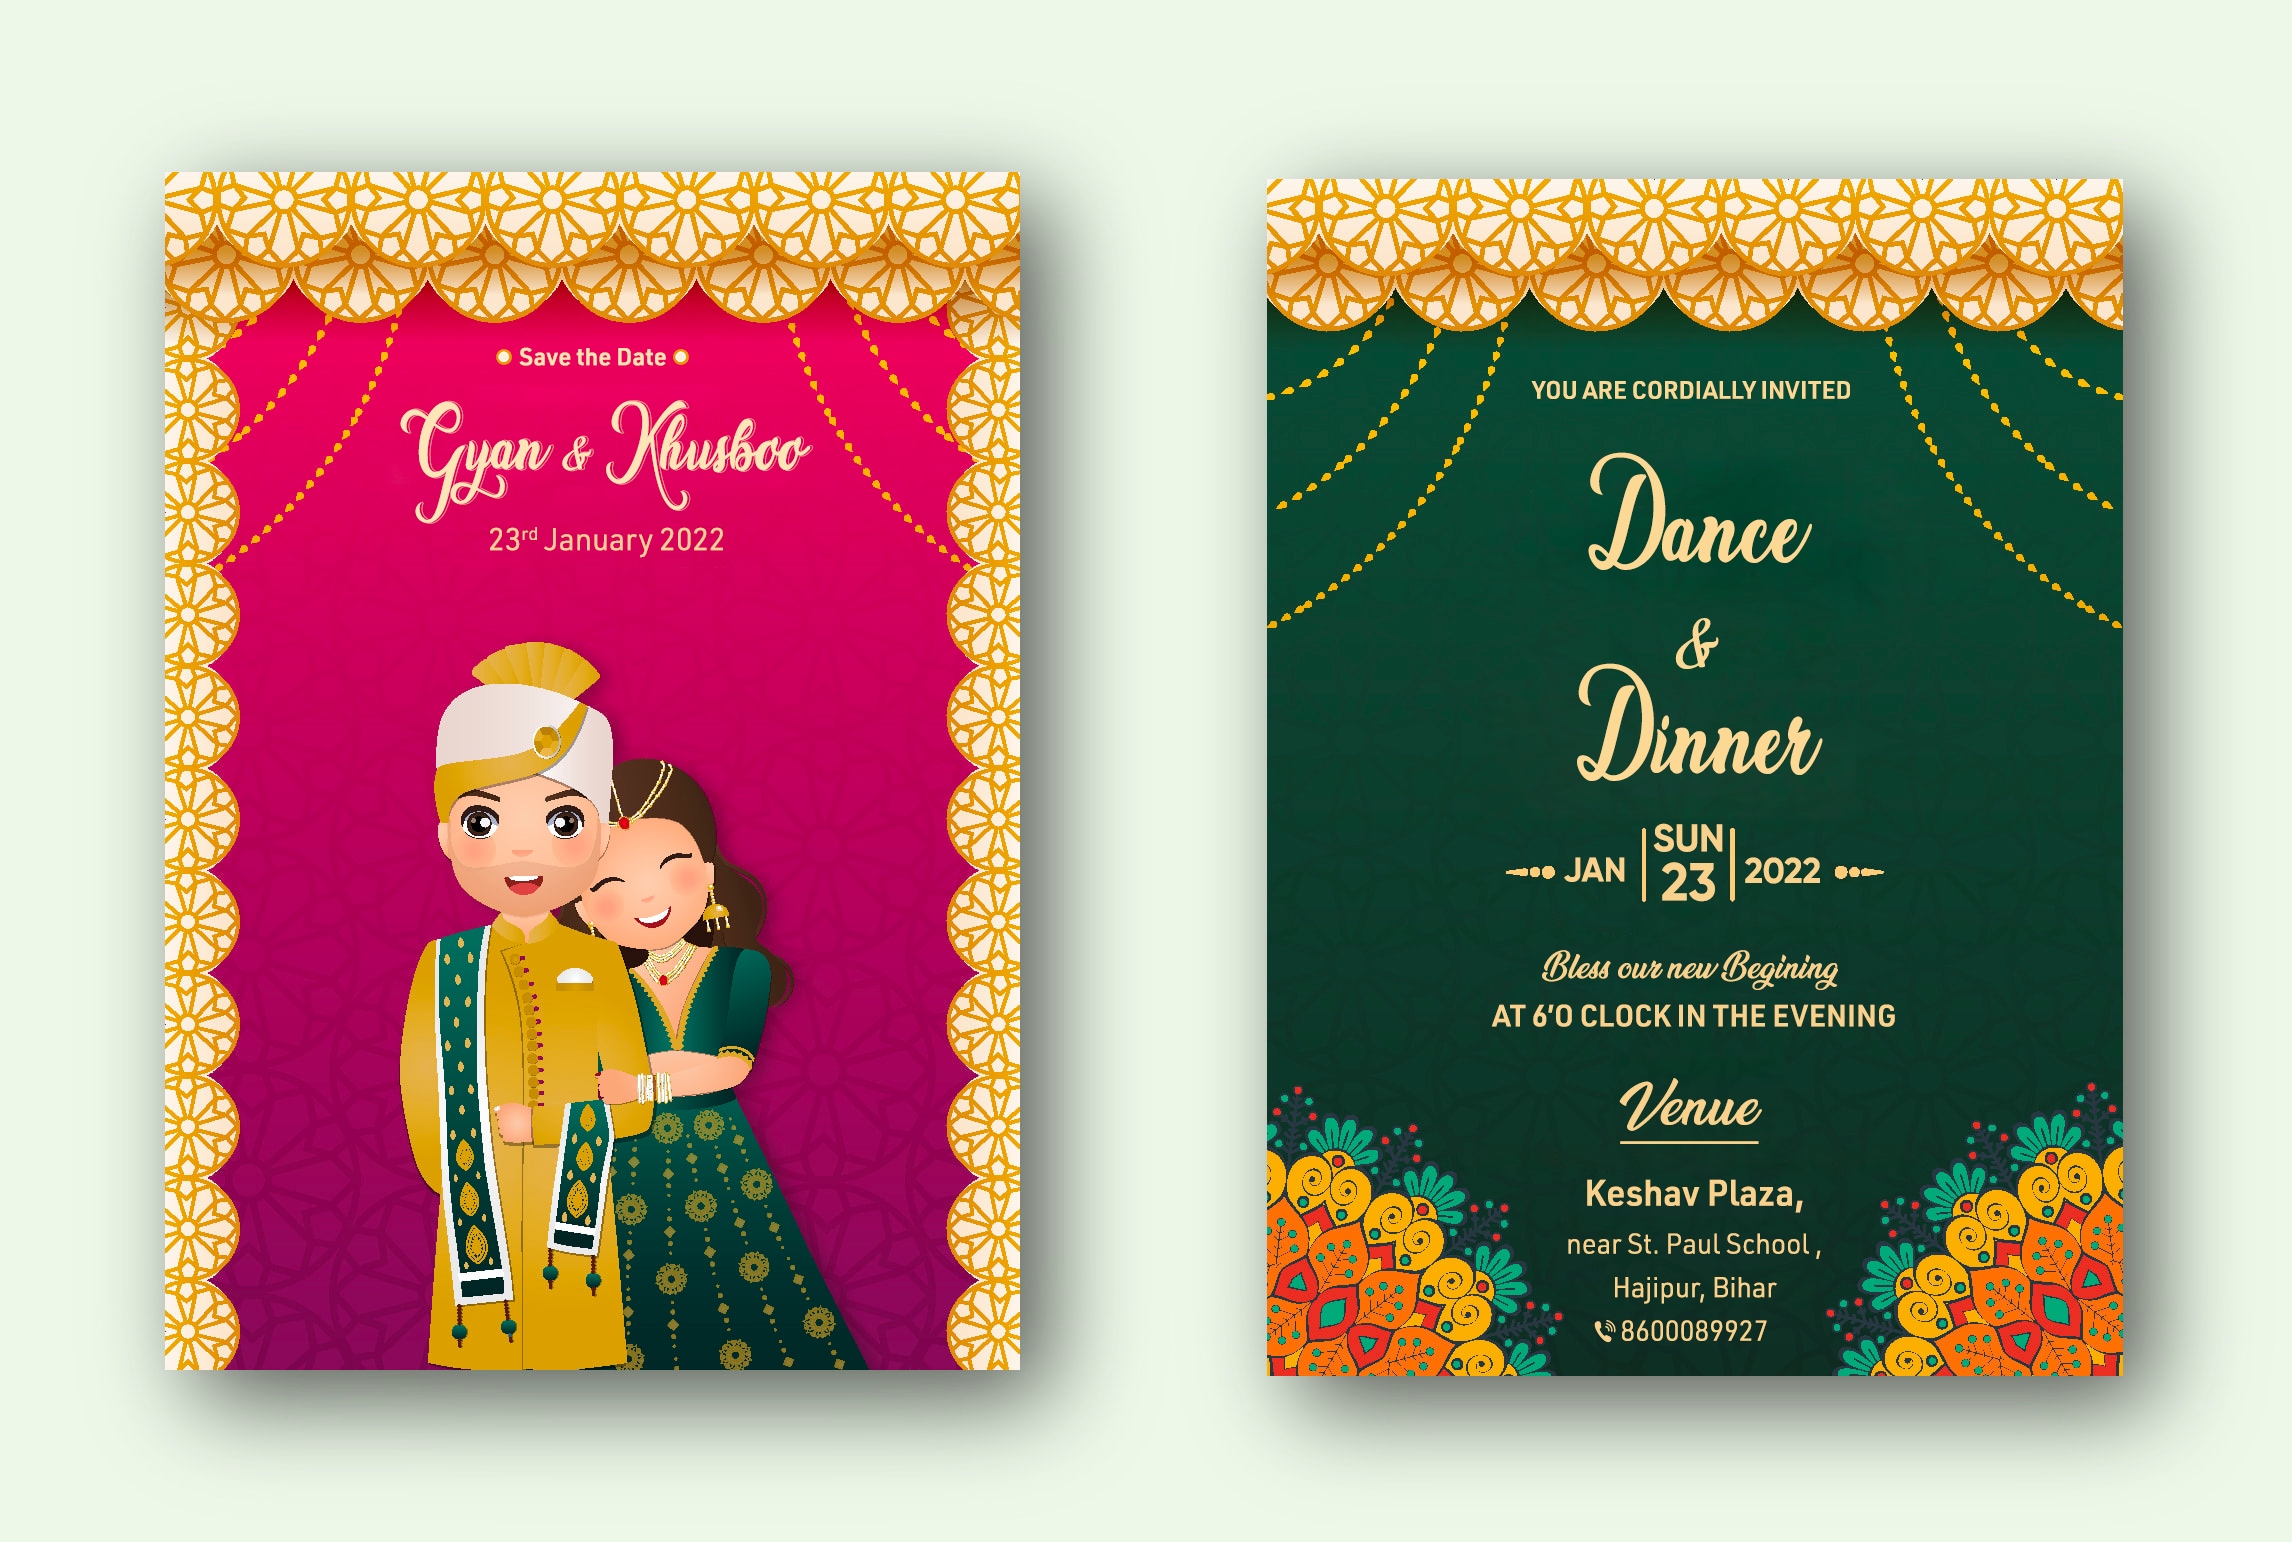 Save the Date
Gyan & Khusboo
23rd January 2022
YOU ARE CORDIALLY INVITED
Dance
&
Dinner
JAN SUN 23 2022
Bless our new Begining
AT 6'O CLOCK IN THE EVENING
Venue
Keshav Plaza,
near St. Paul School ,
Hajipur, Bihar
8600089927